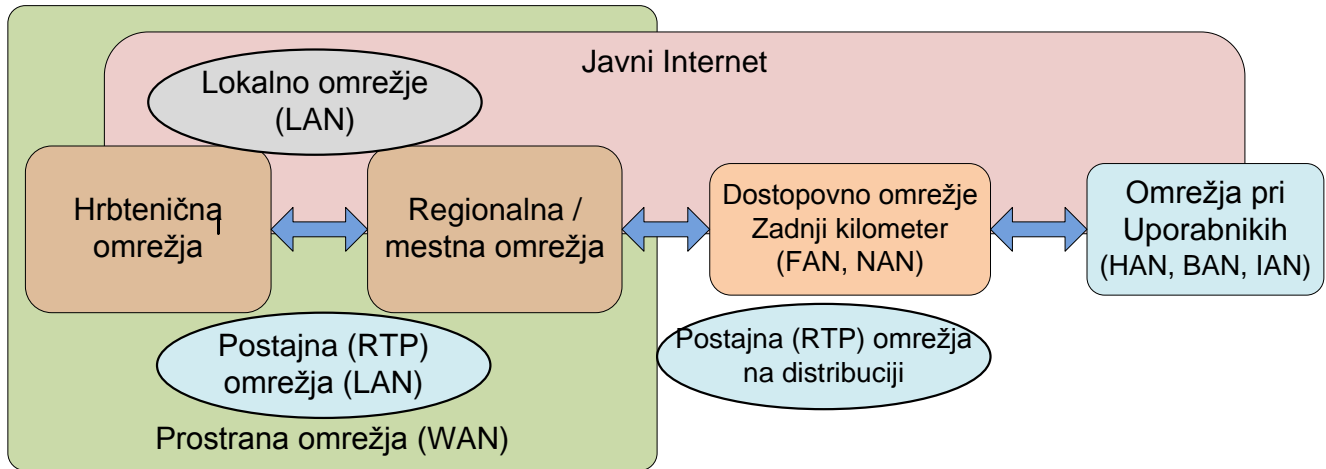 Javni Internet
Lokalno omrežje
(LAN)
Hrbtenična
omrežja
Regionalna /
mestna omrežja
Dostopovno omrežje
Zadnji kilometer
(FAN, NAN)
Omrežja pri
Uporabnikih
(HAN, BAN, IAN)
Postajna (RTP)
omrežja (LAN)
Postajna (RTP) omrežja
na distribuciji
Prostrana omrežja (WAN)